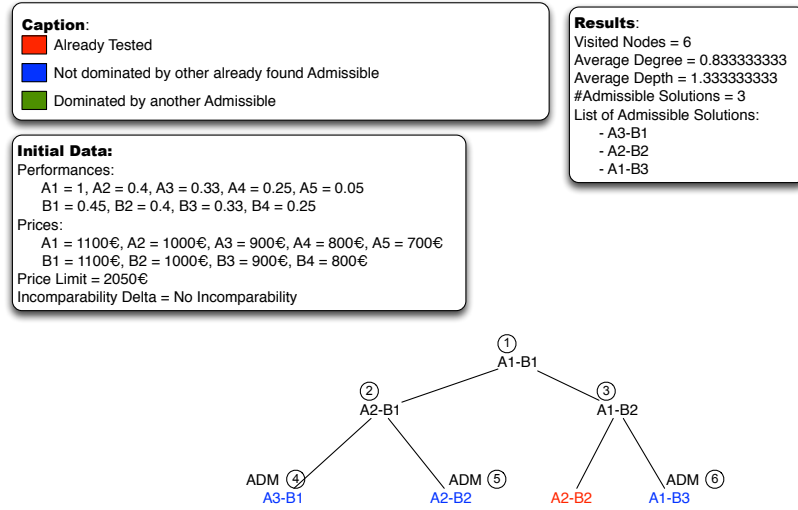 Caption:
Already Tested
Not dominated by other already found Admissible
Dominated by another Admissible
Results:
Visited Nodes = 6
Average Degree = 0.833333333
Average Depth = 1.333333333
#Admissible Solutions = 3
List of Admissible Solutions:
- A3-B1
- A2-B2
- A1-B3
Initial Data:
Performances:
A1 = 1, A2 = 0.4, A3 = 0.33, A4 = 0.25, A5 = 0.05
B1 = 0.45, B2 = 0.4, B3 = 0.33, B4 = 0.25
Prices:
A1 = 1100€, A2 = 1000€, A3 = 900€, A4 = 800€, A5 = 700€
B1 = 1100€, B2 = 1000€, B3 = 900€, B4 = 800€
Price Limit = 2050€
Incomparability Delta = No Incomparability
1
A1-B1
2
A2-B1
3
A1-B2
ADM 4
A3-B1
ADM 5
A2-B2
A2-B2
ADM 6
A1-B3